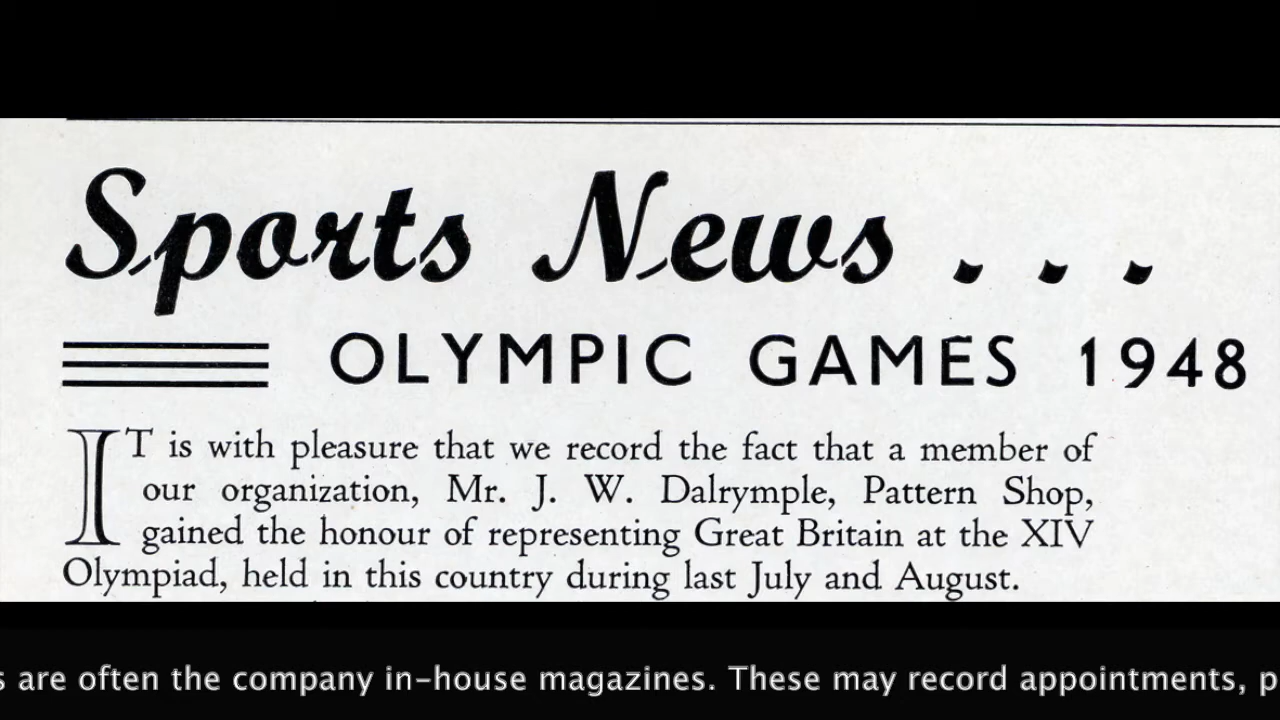 Sports News . . .
OLYMPIC GAMES 1948
IT is with pleasure that we record the fact that a member of
our organization, Mr. J. W. Dalrymple, Pattern Shop,
gained the honour of representing Great Britain at the XIV
Olympiad, held in this country during last July and August.
are often the company in-house magazines. These may record appointments,